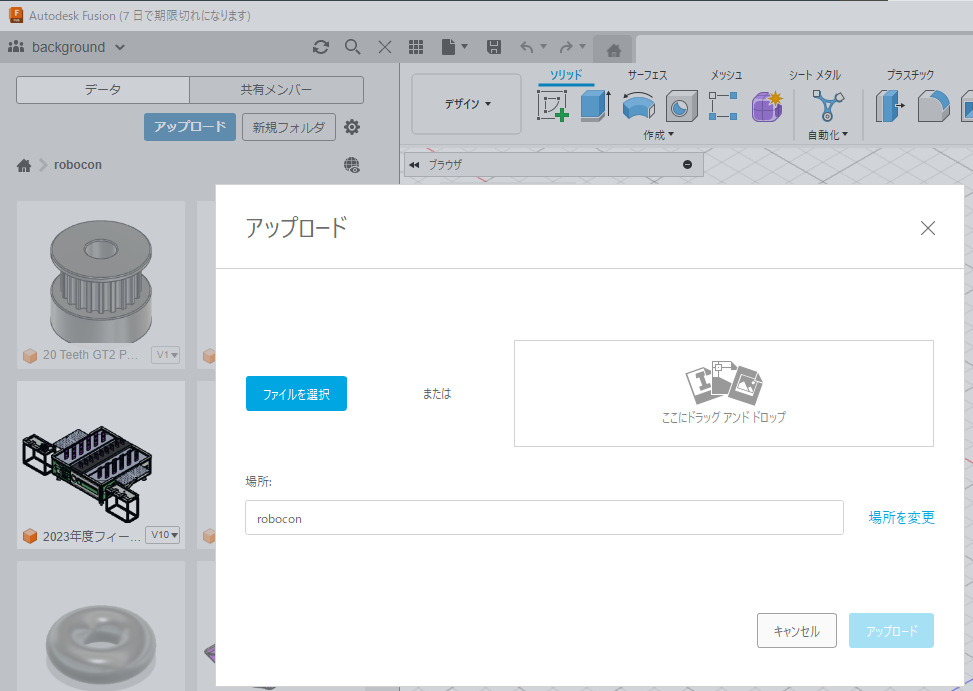 Autodesk Fusion (7 日で期限切れになります)
background
データ
共有メンバー
アップロード
新規フォルダ
robocon
デザイン
ソリッド
サーフェス
メッシュ
シート メタル
プラスチック
作成
自動化
ブラウザ
20 Teeth GT2 P...
V1
2023年度フィー...
V10
アップロード
ファイルを選択
または
ここにドラッグ アンド ドロップ
場所:
robocon
場所を変更
キャンセル
アップロード